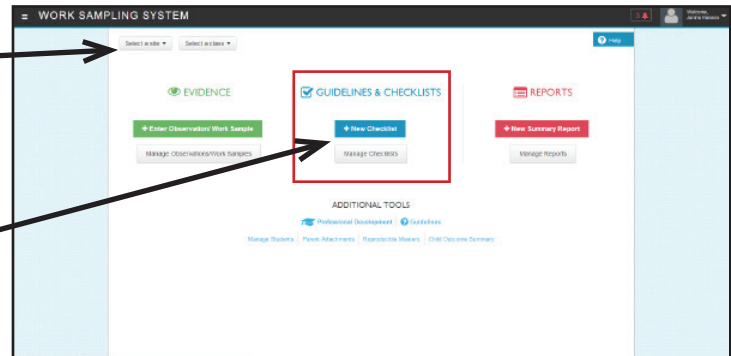 WORK SAMPLING SYSTEM
3
Welcome,
Select a site
Select a class
Help
EVIDENCE
GUIDELINES & CHECKLISTS
REPORTS
+ Enter Observation/ Work Sample
+ New Checklist
+ New Summary Report
Manage Observations/Work Samples
Manage Checklists
Manage Reports
ADDITIONAL TOOLS
Professional Development
Guidelines
Manage Students
Parent Attachments
Reproducible Masters
Child Outcome Summary